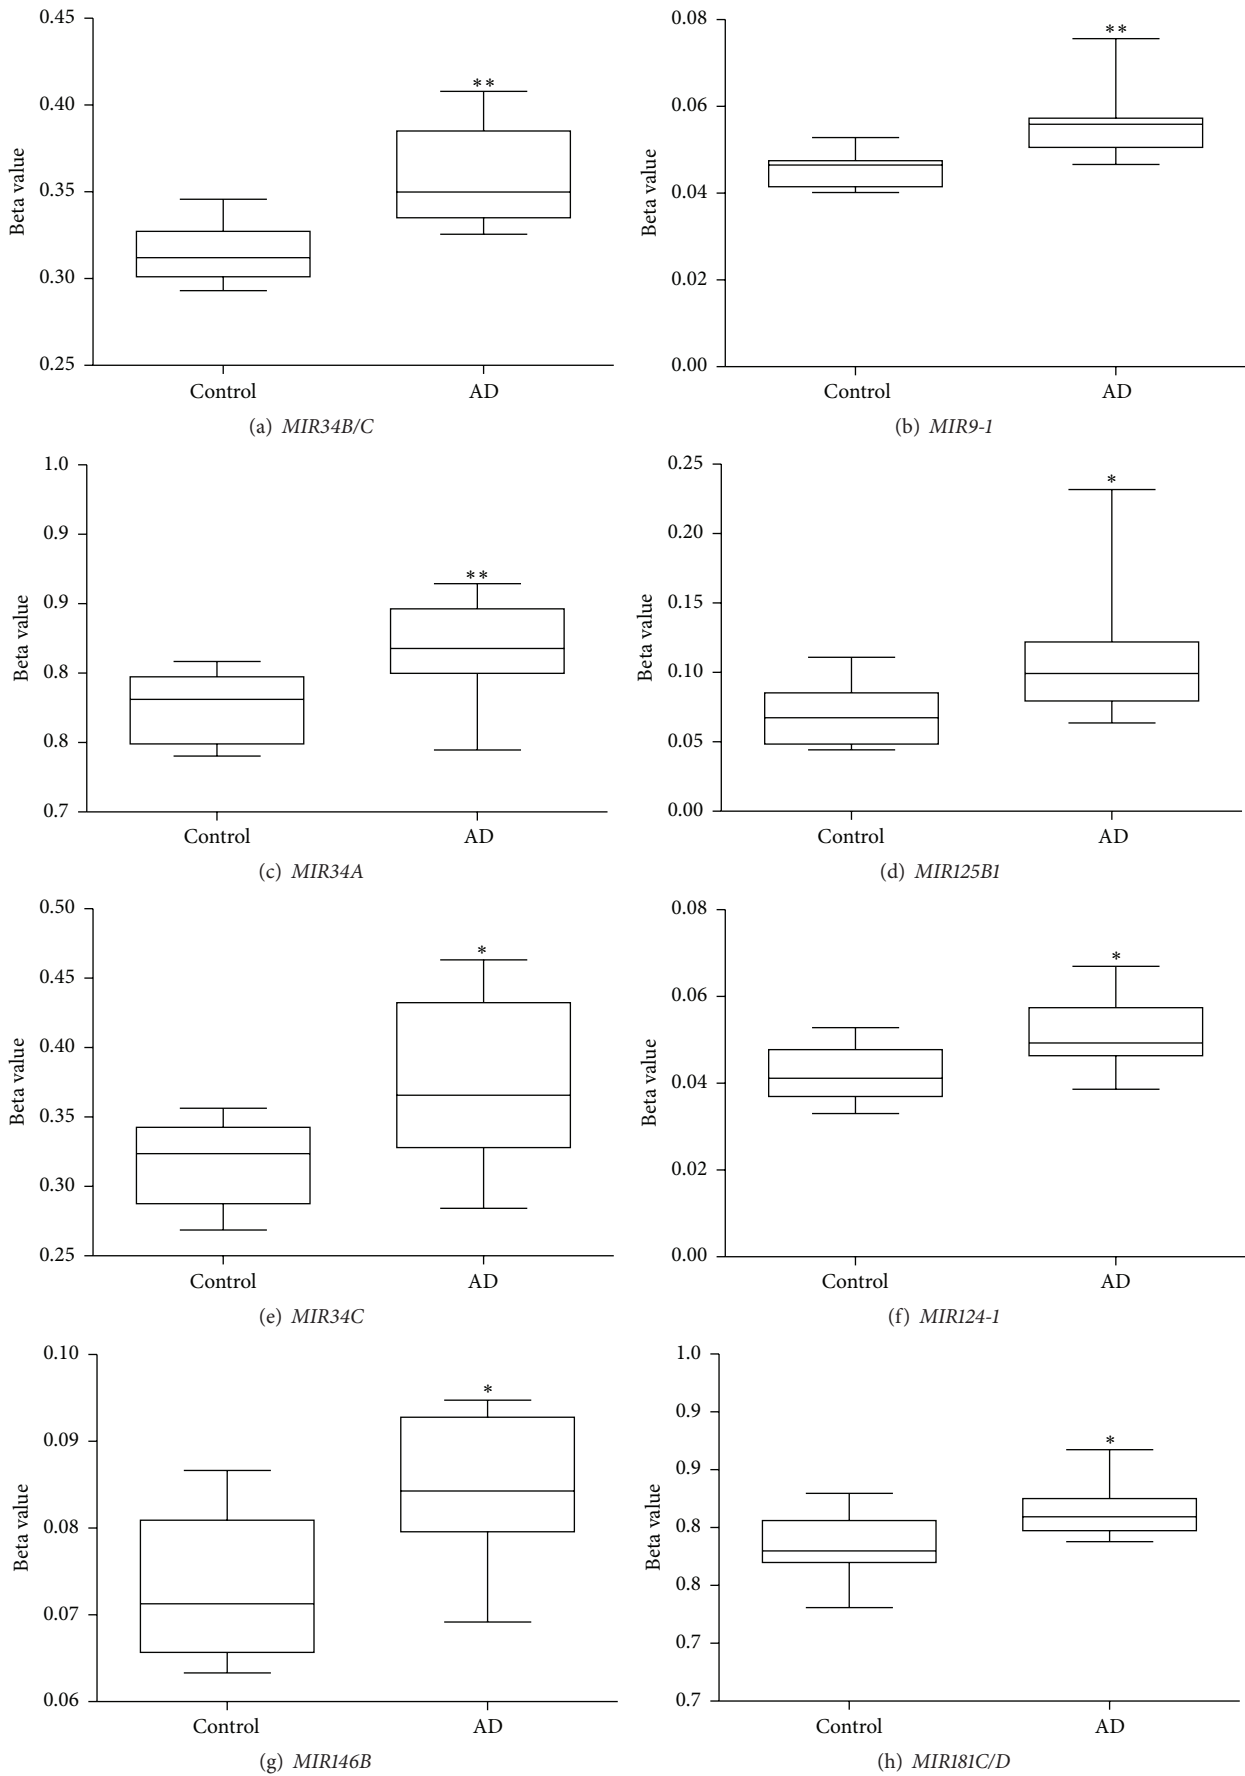 0.45
0.40
0.35
0.30
0.25
Beta value
**
Control
AD
(a) MIR34B/C
0.08
0.06
0.04
0.02
0.00
Beta value
**
Control
AD
(b) MIR9-1
1.0
0.9
0.9
0.8
0.8
0.7
Beta value
**
Control
AD
(c) MIR34A
0.25
0.20
0.15
0.10
0.05
0.00
Beta value
*
Control
AD
(d) MIR125B1
0.50
0.45
0.40
0.35
0.30
0.25
Beta value
*
Control
AD
(e) MIR34C
0.08
0.06
0.04
0.02
0.00
Beta value
*
Control
AD
(f) MIR124-1
0.10
0.09
0.08
0.07
0.06
Beta value
*
Control
AD
(g) MIR146B
1.0
0.9
0.9
0.8
0.8
0.7
0.7
Beta value
*
Control
AD
(h) MIR181C/D